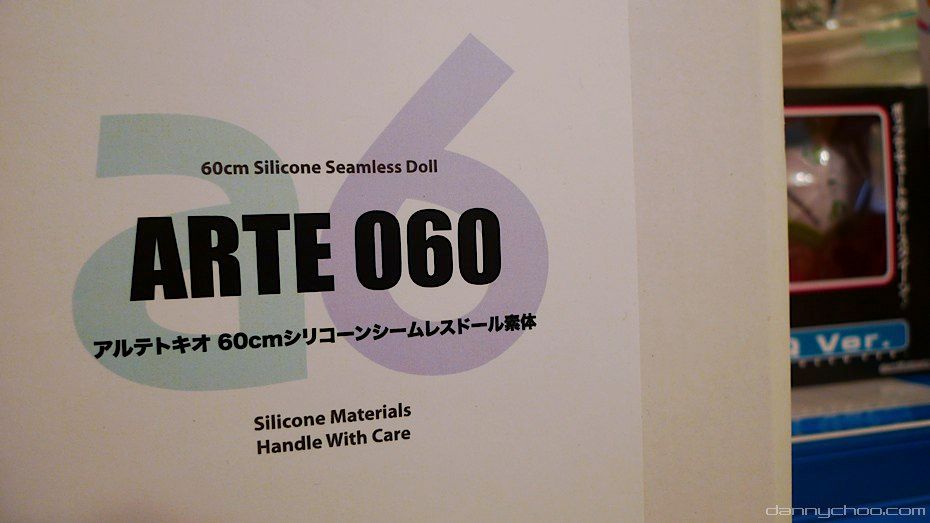 a6
60cm Silicone Seamless Doll
ARTE 060
アルテトキオ 60cmシリコーンシームレスドール素体
Silicone Materials
Handle With Care
Ver.
dannychoo.com